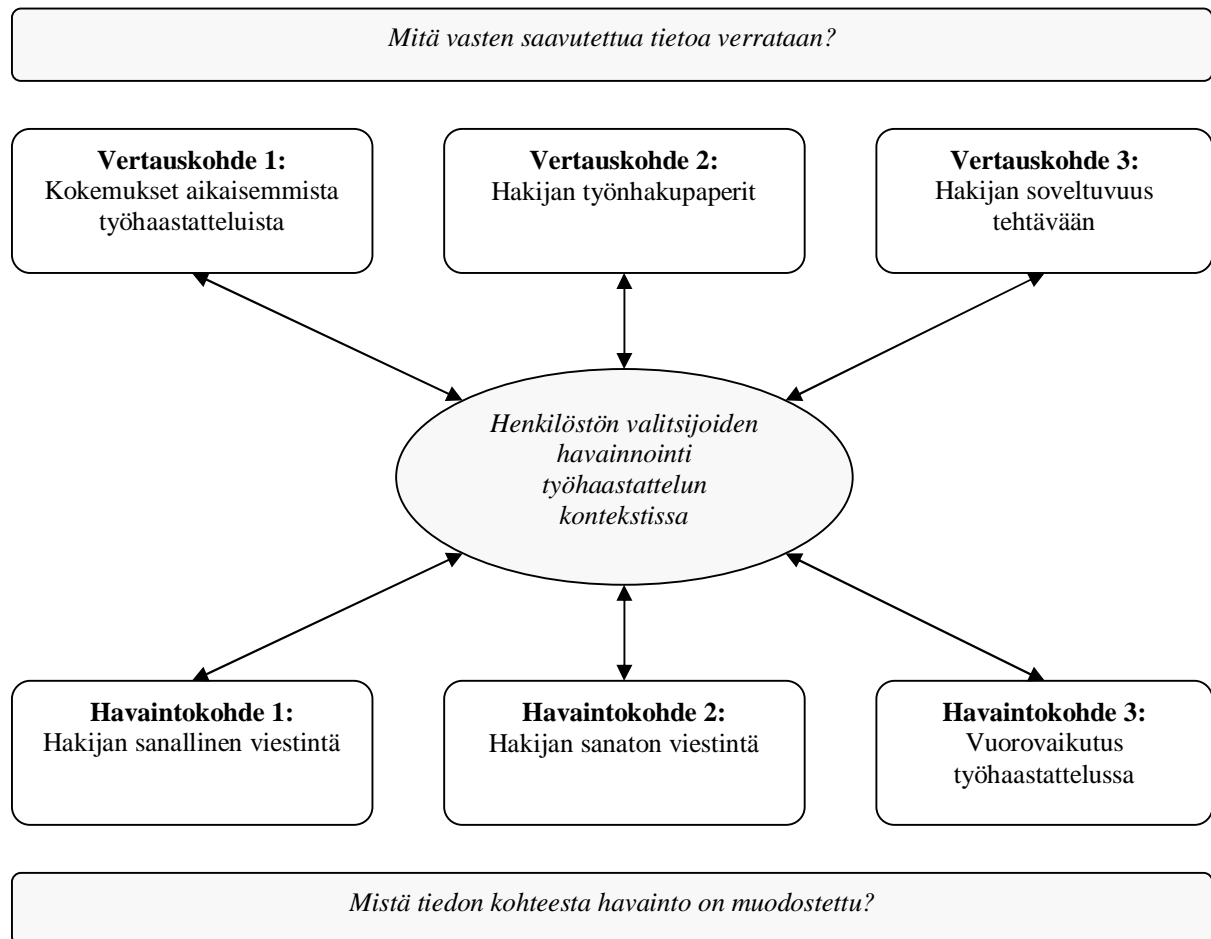 Mitä vasten saavutettua tietoa verrataan?
Vertauskohde 1:
Kokemukset aikaisemmista
työhaastatteluista
Vertauskohde 2:
Hakijan työnhakupaperit
Vertauskohde 3:
Hakijan soveltuvuus
tehtävään
Henkilöstön valitsijoiden
havainnointi
työhaastattelun
kontekstissa
Havaintokohde 1:
Hakijan sanallinen viestintä
Havaintokohde 2:
Hakijan sanaton viestintä
Havaintokohde 3:
Vuorovaikutus
työhaastattelussa
Mistä tiedon kohteesta havainto on muodostettu?